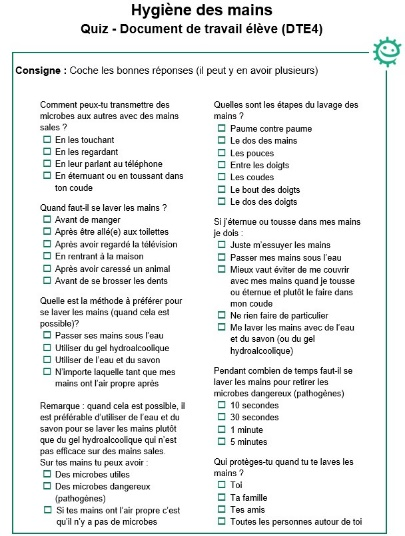 Hygiène des mains
Quiz - Document de travail élève (DTE4)
Consigne : Coche les bonnes réponses (il peut y en avoir plusieurs)
Comment peux-tu transmettre des
microbes aux autres avec des mains
sales ?
En les touchant
En les regardant
En leur parlant au téléphone
En éternuant ou en toussant dans
ton coude
Quand faut-il se laver les mains ?
Avant de manger
Après être allé(e) aux toilettes
Après avoir regardé la télévision
En rentrant à la maison
Après avoir caressé un animal
Avant de se brosser les dents
Quelle est la méthode à préférer pour
se laver les mains (quand cela est
possible)?
Passer ses mains sous l'eau
Utiliser du gel hydroalcoolique
Utiliser de l'eau et du savon
N'importe laquelle tant que mes
mains ont l'air propre après
Remarque : quand cela est possible, il
est préférable d'utiliser de l'eau et du
savon pour se laver les mains plutôt
que du gel hydroalcoolique qui n'est
pas efficace sur des mains sales.
Sur tes mains tu peux avoir :
Des microbes utiles
Des microbes dangereux
(pathogènes)
Si tes mains ont l'air propre c'est
qu'il n'y a pas de microbes
Quelles sont les étapes du lavage des
mains ?
Paume contre paume
Le dos des mains
Les pouces
Entre les doigts
Les coudes
Le bout des doigts
Le dos des doigts
Si j'éternue ou tousse dans mes mains
je dois :
Juste m'essuyer les mains
Passer mes mains sous l'eau
Mieux vaut éviter de me couvrir
avec mes mains quand je tousse
ou éternue et plutôt le faire dans
mon coude
Ne rien faire de particulier
Me laver les mains avec de l'eau
et du savon (ou du gel
hydroalcoolique)
Pendant combien de temps faut-il se
laver les mains pour retirer les
microbes dangereux (pathogènes)
10 secondes
30 secondes
1 minute
5 minutes
Qui protèges-tu quand tu te laves les
mains ?
Toi
Ta famille
Tes amis
Toutes les personnes autour de toi